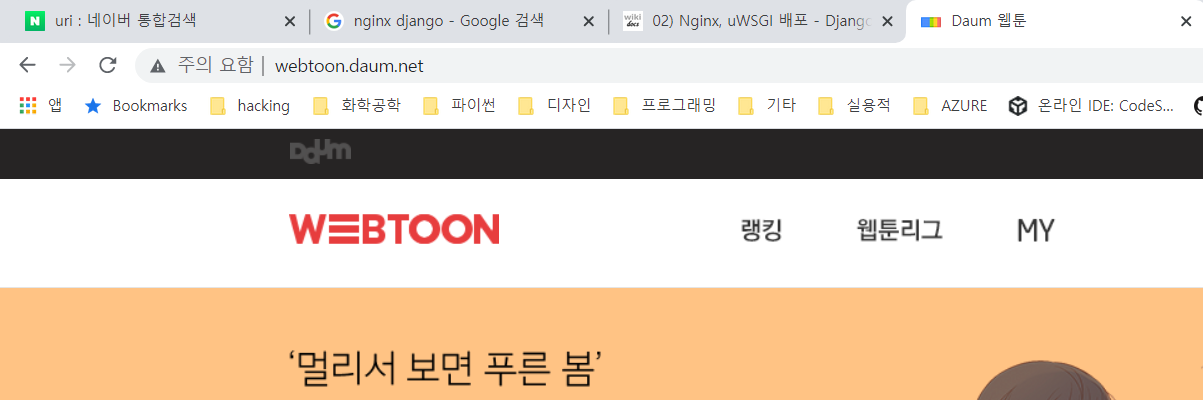 uri : 네이버 통합검색
nginx django - Google 검색
wiki docs
02) Nginx, uWSGI 배포 - Django
Daum 웹툰
주의 요함 | webtoon.daum.net
앱 Bookmarks hacking 화학공학 파이썬 디자인 프로그래밍 기타 실용적 AZURE 온라인 IDE: CodeS...
Daum
WEBTOON 랭킹 웹툰리그 MY
‘멀리서 보면 푸른 봄’